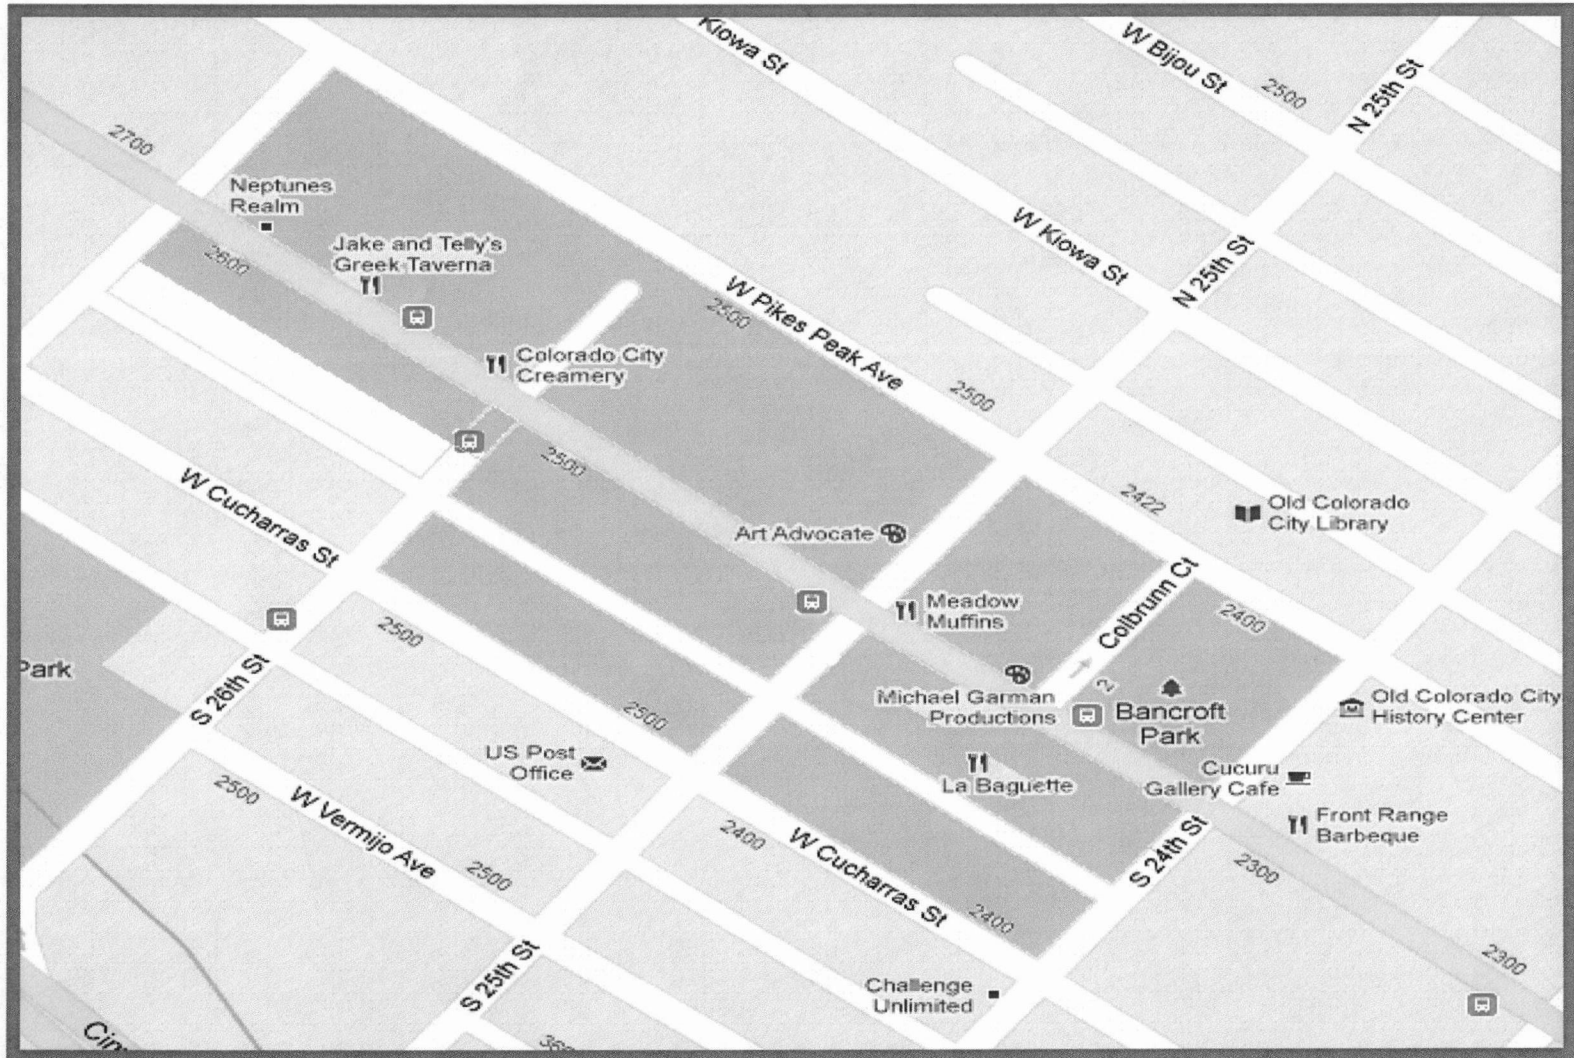 Kiowa St
W Bijou St
2500
N 25th St
2700
Neptunes
Realm
Jake and Telly's
Greek Taverna
2600
W Kiowa St
N 25th St
W Pikes Peak Ave
2500
2500
Colorado City
Creamery
2500
W Cucharras St
Art Advocate
2422
Old Colorado
City Library
Meadow
Muffins
Colbrunn Ct
2400
2500
Park
S 26th St
2500
Michael Garman
Productions
2
Bancroft
Park
Old Colorado City
History Center
US Post
Office
La Baguette
Cucuru
Gallery Cafe
Front Range
Barbeque
2500
W Vermijo Ave
2500
2400
W Cucharras St
2400
S 24th St
2300
2300
S 25th St
Challenge
Unlimited